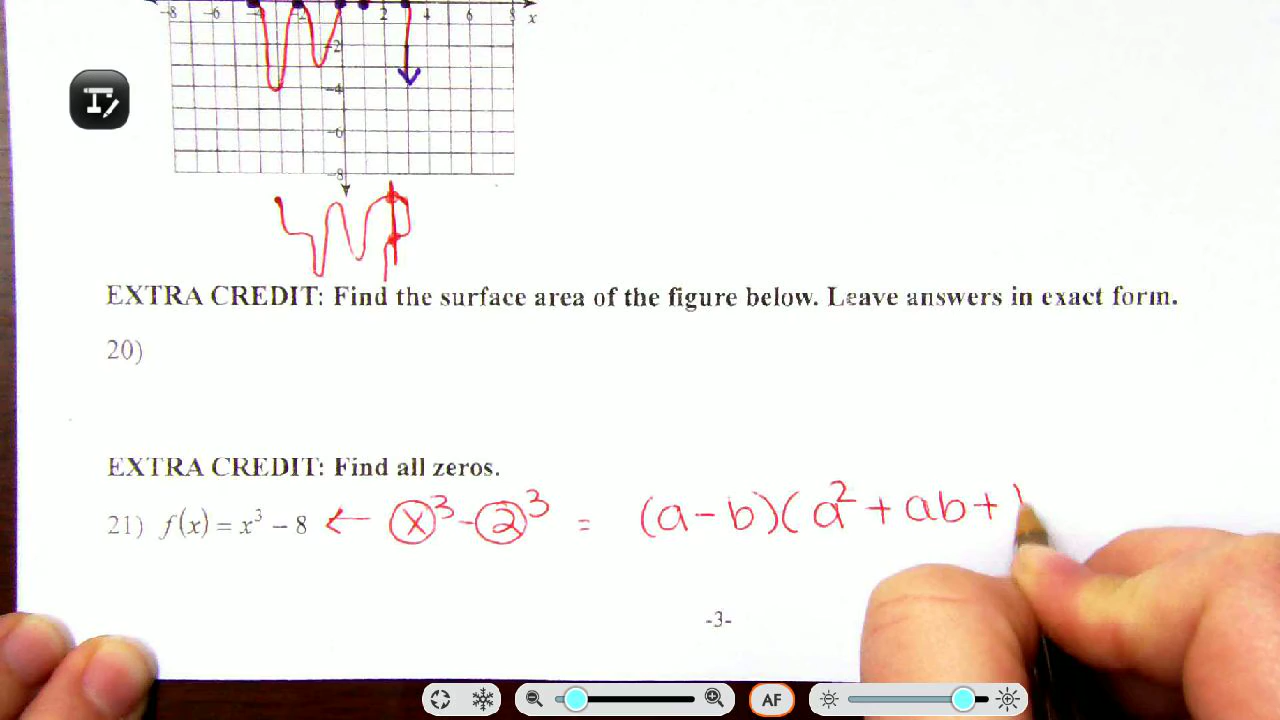 -8 -6 2 4 6 8 x
-2
-4
-6
-8
EXTRA CREDIT: Find the surface area of the figure below. Leave answers in exact form.
20)
EXTRA CREDIT: Find all zeros.
21) f(x) = x³ − 8 ← x³ - 2³ = (a - b)(a² + ab +
-3-
AF